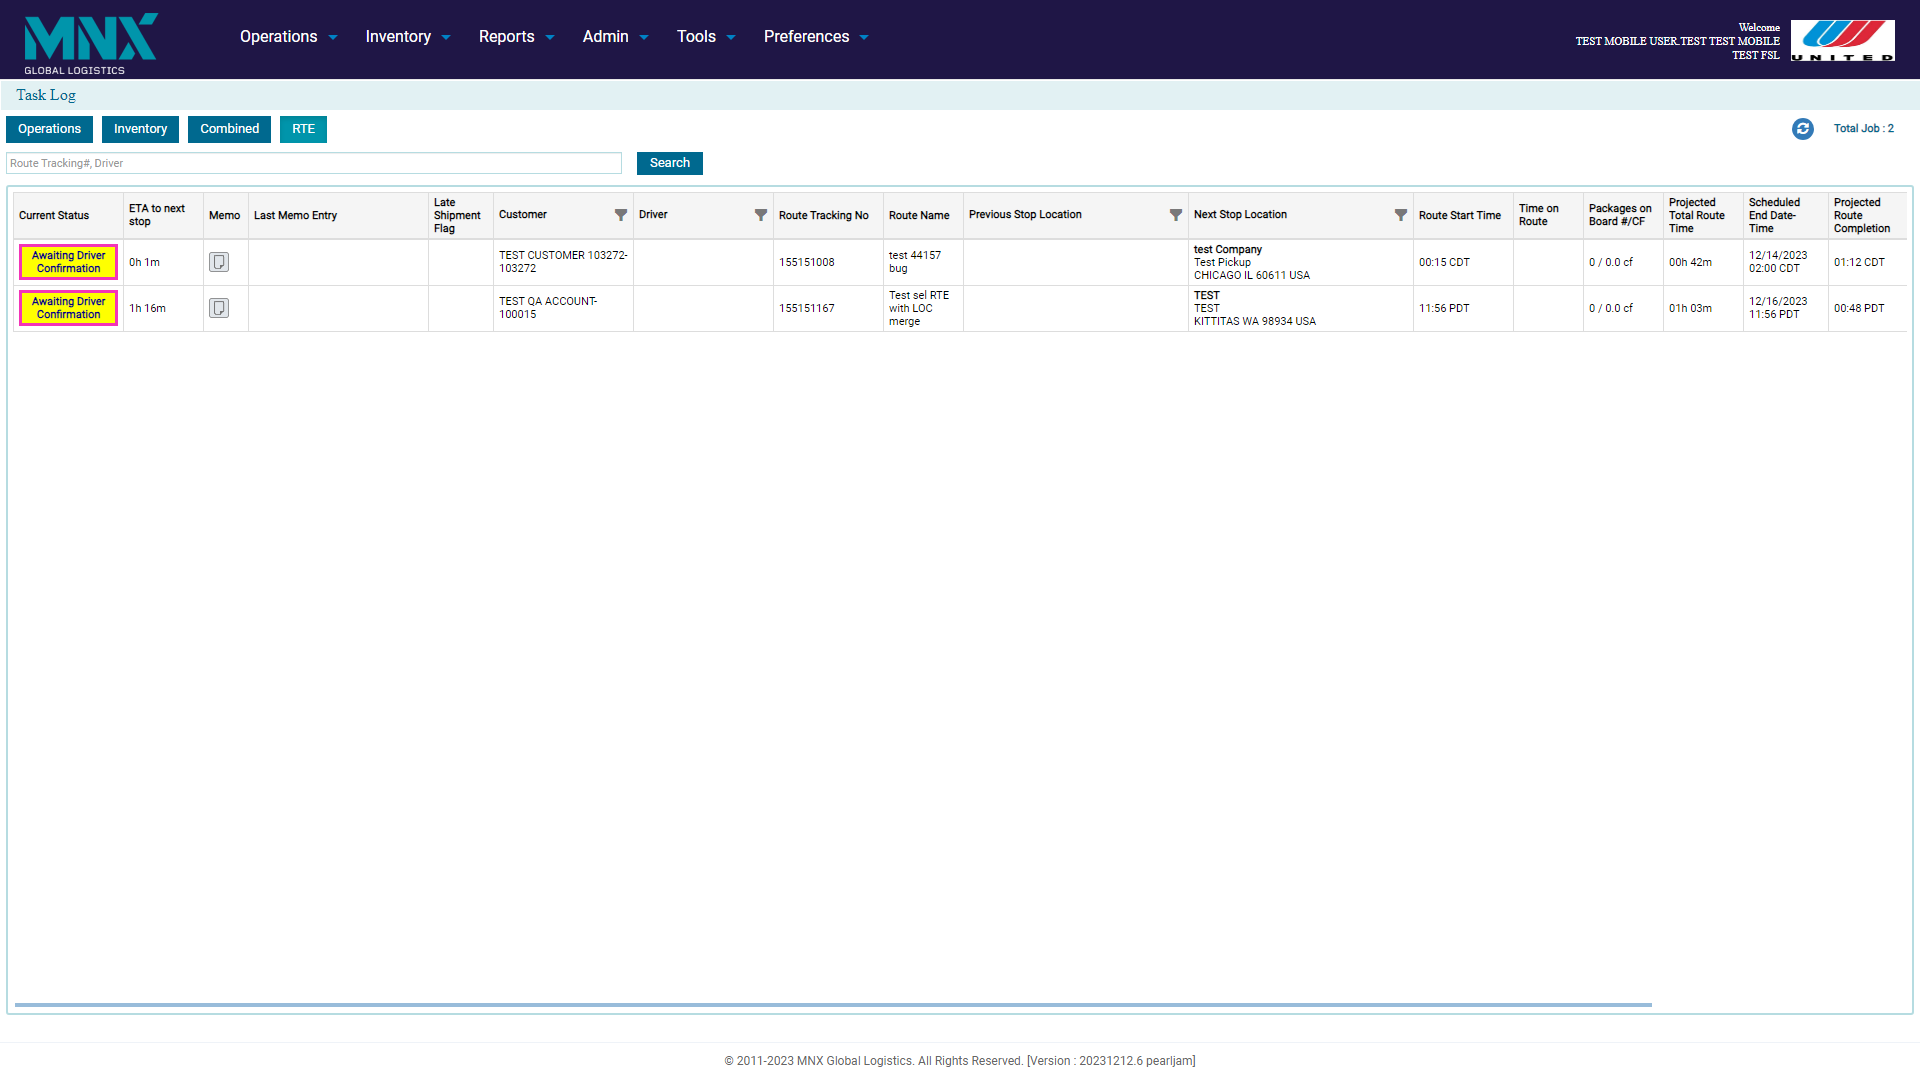 MNX
GLOBAL LOGISTICS
Operations Inventory Reports Admin Tools Preferences
Welcome
TEST MOBILE USER.TEST TEST MOBILE
TEST FSL
UNITED
Task Log
Operations Inventory Combined RTE
Total Job : 2
Route Tracking#, Driver
Search
Current Status
ETA to next
stop
Memo
Last Memo Entry
Late
Shipment
Flag
Customer
Driver
Route Tracking No
Route Name
Previous Stop Location
Next Stop Location
Route Start Time
Time on
Route
Packages on
Board #/CF
Projected
Total Route
Time
Scheduled
End Date-
Time
Projected
Route
Completion
Awaiting Driver
Confirmation
0h 1m
TEST CUSTOMER 103272-
103272
155151008
test 44157
bug
test Company
Test Pickup
CHICAGO IL 60611 USA
00:15 CDT
0 / 0.0 cf
00h 42m
12/14/2023
02:00 CDT
01:12 CDT
Awaiting Driver
Confirmation
1h 16m
TEST QA ACCOUNT-
100015
155151167
Test sel RTE
with LOC
merge
TEST
TEST
KITTITAS WA 98934 USA
11:56 PDT
0 / 0.0 cf
01h 03m
12/16/2023
11:56 PDT
00:48 PDT
© 2011-2023 MNX Global Logistics. All Rights Reserved. [Version : 20231212.6 pearljam]